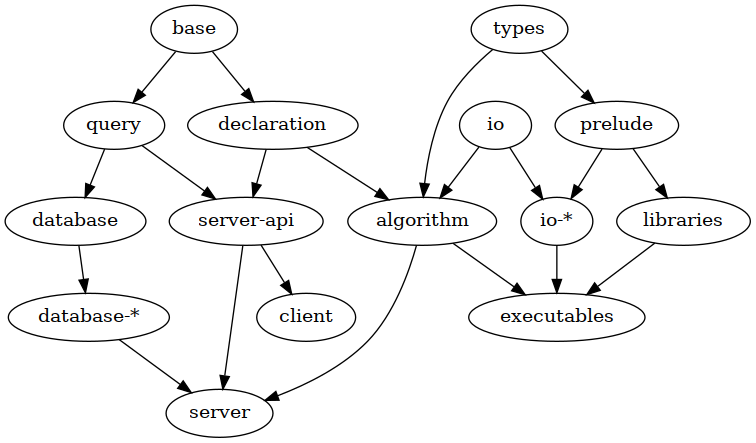 base
types
query
declaration
io
prelude
database
server-api
algorithm
io-*
libraries
database-*
client
executables
server